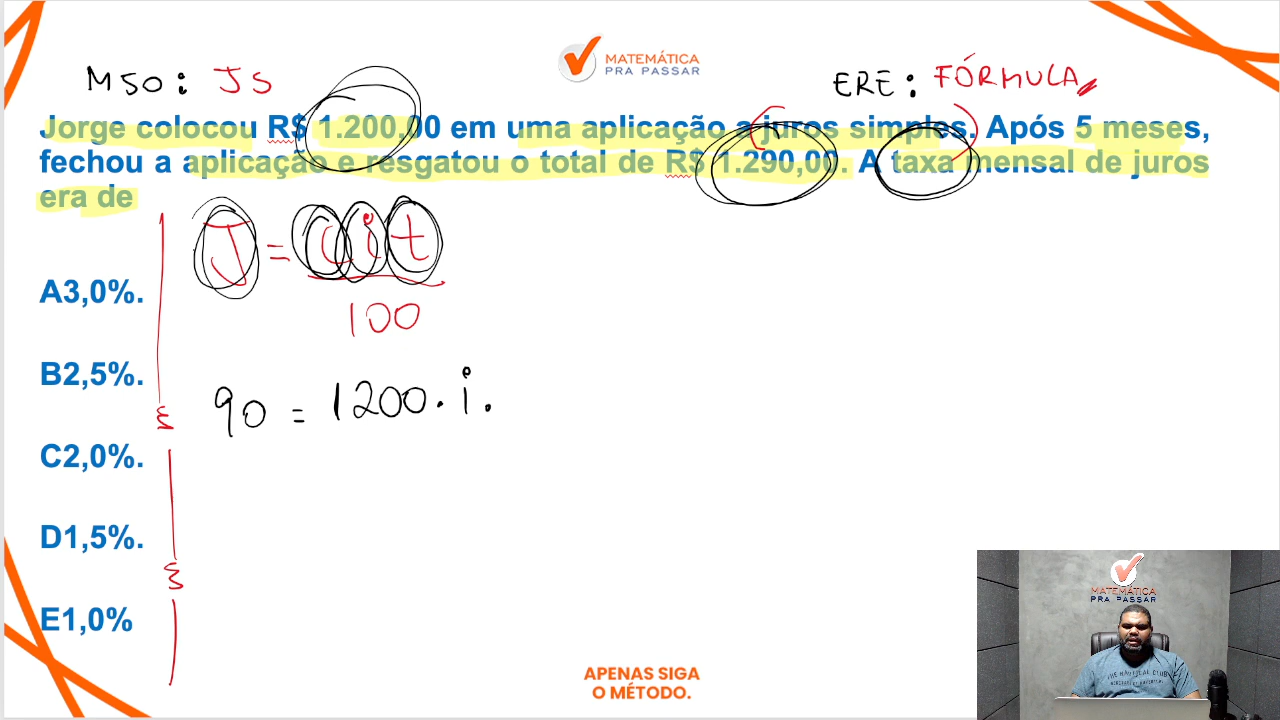 MATEMÁTICA
PRA PASSAR
M50: JS
ERE: FÓRMULA
Jorge colocou R$ 1.200,00 em uma aplicação a juros simples. Após 5 meses,
fechou a aplicação e resgatou o total de R$ 1.290,00. A taxa mensal de juros
era de
J = c i t
100
A3,0%.
B2,5%.
90 = 1200 . i .
C2,0%.
D1,5%.
E1,0%
MATEMÁTICA
PRA PASSAR
APENAS SIGA
O MÉTODO.